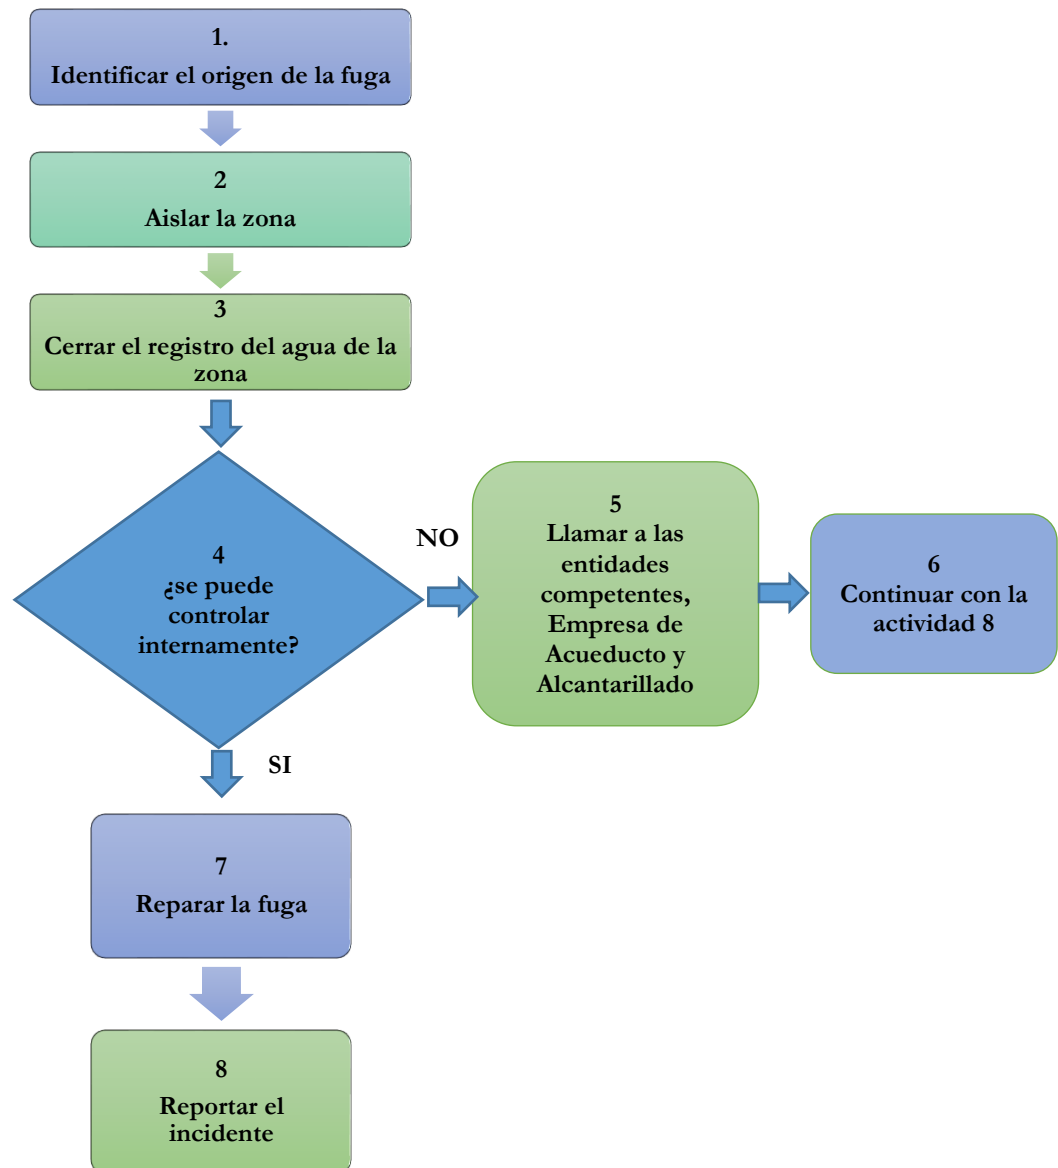 1.
Identificar el origen de la fuga
2
Aislar la zona
3
Cerrar el registro del agua de la
zona
4
¿se puede
controlar
internamente?
NO
5
Llamar a las
entidades
competentes,
Empresa de
Acueducto y
Alcantarillado
6
Continuar con la
actividad 8
SI
7
Reparar la fuga
8
Reportar el
incidente